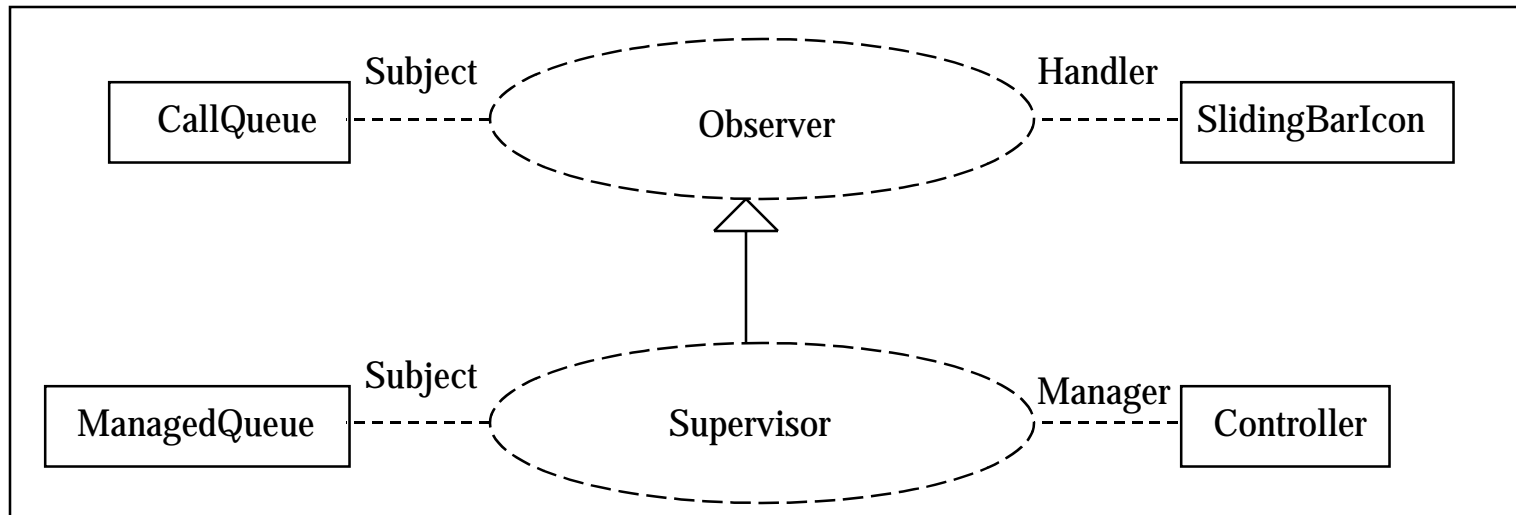 Subject
Handler
CallQueue
Observer
SlidingBarIcon
Subject
Manager
ManagedQueue
Supervisor
Controller